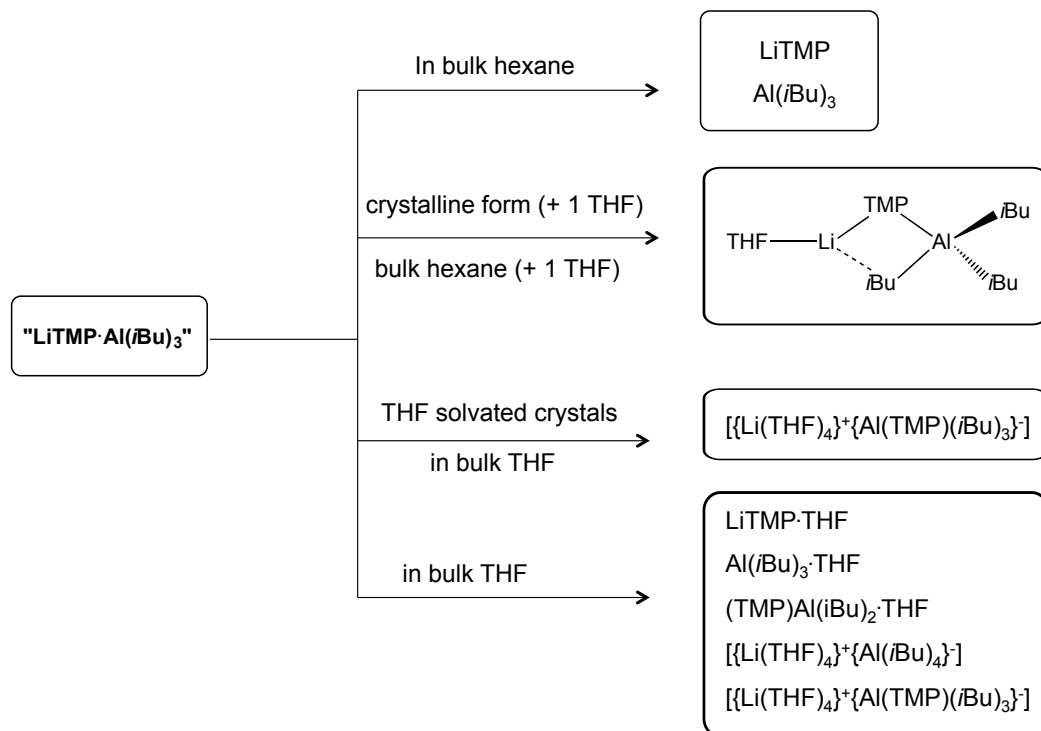 In bulk hexane
LiTMP
Al(iBu)₃
crystalline form (+ 1 THF)
bulk hexane (+ 1 THF)
TMP
THF Li Al iBu
iBu iBu
"LiTMP·Al(iBu)₃"
THF solvated crystals
in bulk THF
[{Li(THF)₄}⁺{Al(TMP)(iBu)₃}⁻]
in bulk THF
LiTMP·THF
Al(iBu)₃·THF
(TMP)Al(iBu)₂·THF
[{Li(THF)₄}⁺{Al(iBu)₄}⁻]
[{Li(THF)₄}⁺{Al(TMP)(iBu)₃}⁻]